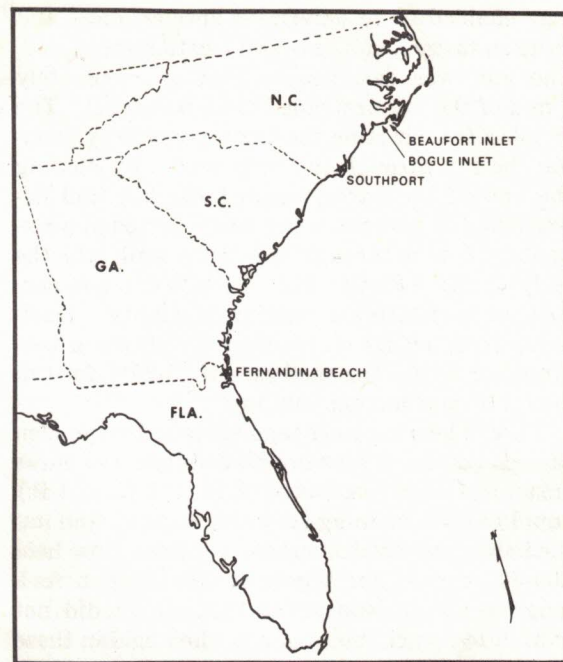 N.C.
BEAUFORT INLET
BOGUE INLET
SOUTHPORT
S.C.
GA.
FERNANDINA BEACH
FLA.